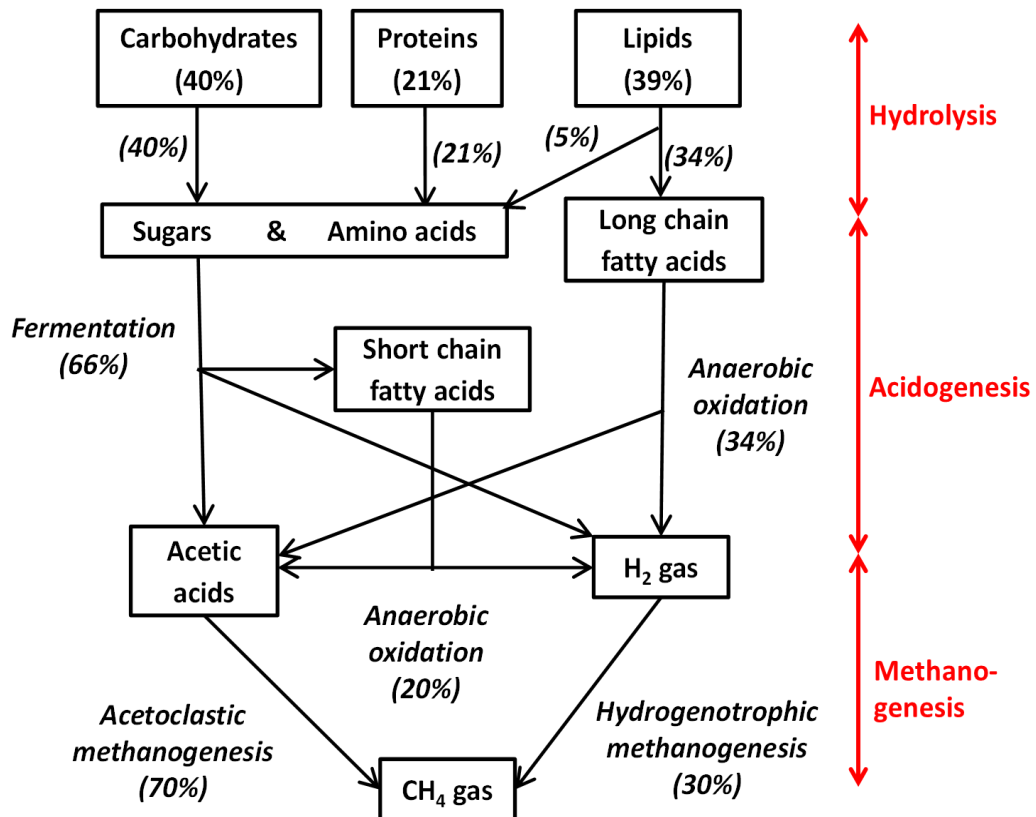 Carbohydrates
(40%)
Proteins
(21%)
Lipids
(39%)
Hydrolysis
(40%)
(21%)
(5%)
(34%)
Sugars & Amino acids
Long chain
fatty acids
Fermentation
(66%)
Short chain
fatty acids
Anaerobic
oxidation
(34%)
Acidogenesis
Acetic
acids
H₂ gas
Anaerobic
oxidation
(20%)
Methano-
genesis
Acetoclastic
methanogenesis
(70%)
Hydrogenotrophic
methanogenesis
(30%)
CH₄ gas